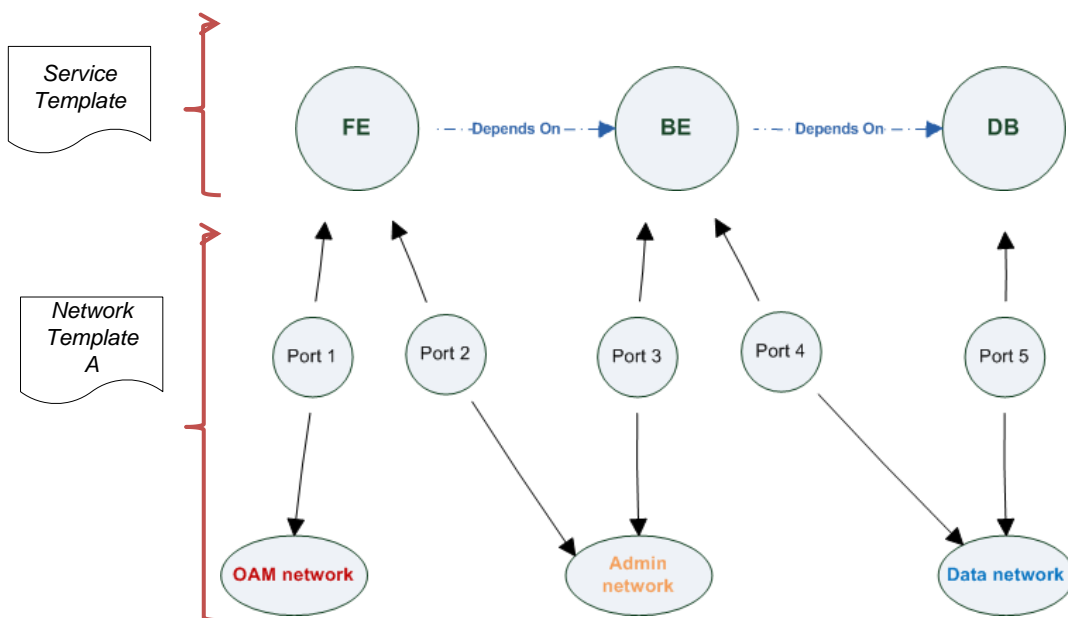 Service
Template
FE
Depends On
BE
Depends On
DB
Network
Template
A
Port 1
Port 2
Port 3
Port 4
Port 5
OAM network
Admin
network
Data network